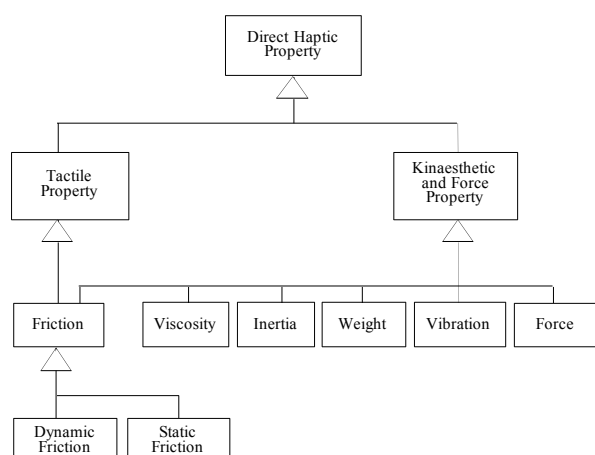 Direct Haptic
Property
Tactile
Property
Kinaesthetic
and Force
Property
Friction
Viscosity
Inertia
Weight
Vibration
Force
Dynamic
Friction
Static
Friction